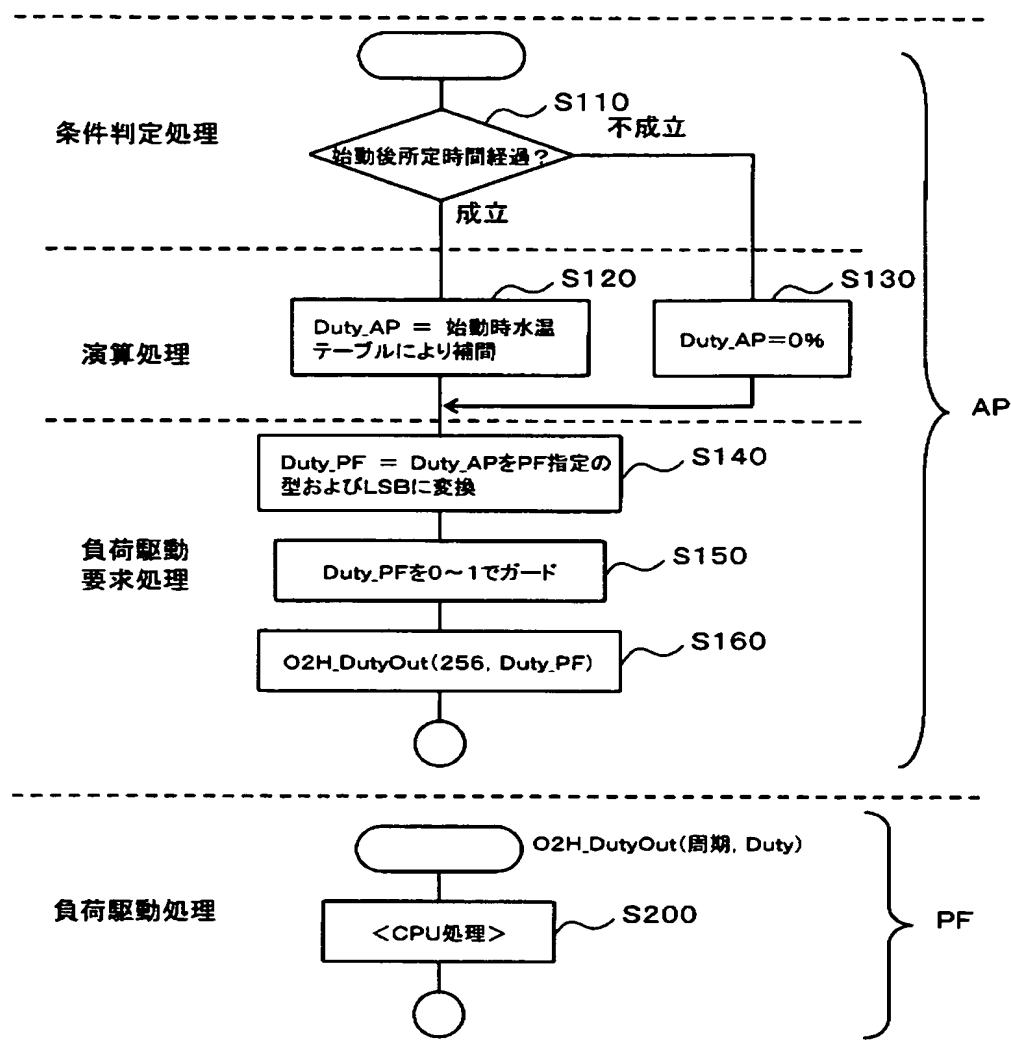 S110
条件判定処理
不成立
始動後所定時間経過？
成立
S120
S130
Duty_AP = 始動時水温
テーブルにより補間
Duty_AP=0%
演算処理
AP
Duty_PF = Duty_APをPF指定の
型およびLSBに変換
S140
負荷駆動
要求処理
Duty_PFを0～1でガード
S150
O2H_DutyOut(256, Duty_PF)
S160
O2H_DutyOut(周期, Duty)
負荷駆動処理
S200
＜CPU処理＞
PF